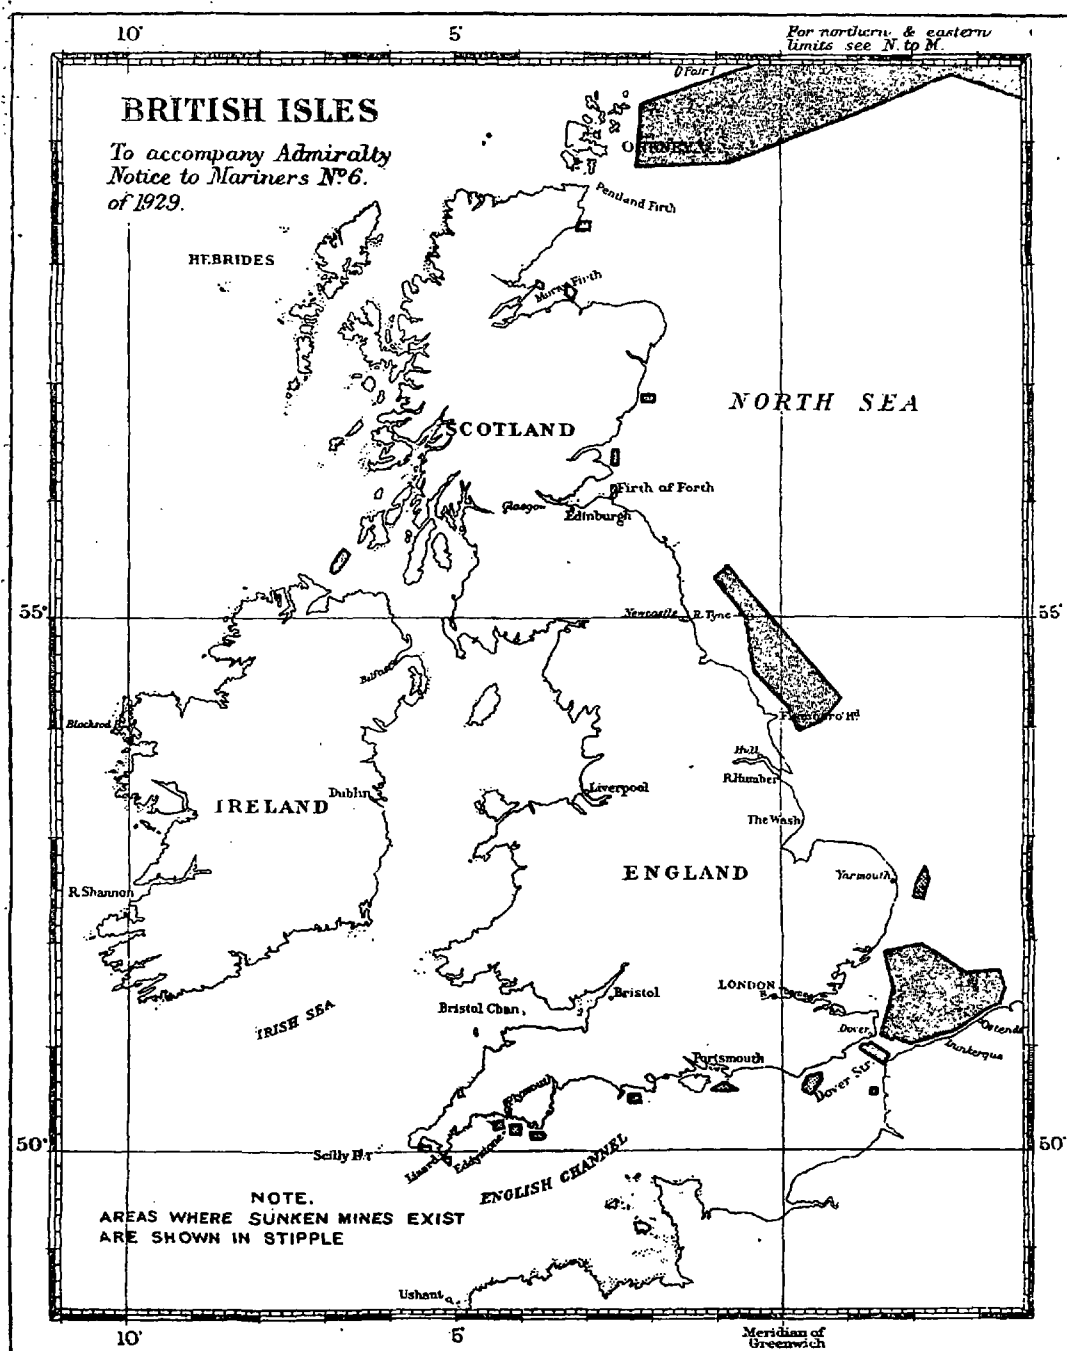 10°
5°
For northern & eastern
limits see N. to M.
Fair I
BRITISH ISLES
To accompany Admiralty
Notice to Mariners No 6.
of 1929.
ORKNEY
Pentland Firth
HEBRIDES
Moray Firth
NORTH SEA
SCOTLAND
Firth of Forth
Glasgow
Edinburgh
55°
Newcastle
R. Tyne
55°
Belfast
Blacksod
Flamboro' Hd
Hull
R. Humber
Liverpool
Dublin
IRELAND
The Wash
ENGLAND
Yarmouth
R. Shannon
LONDON
Bristol
Bristol Chan.
IRISH SEA
Dover
Ostend
Dunkerque
Portsmouth
Dover Str.
Plymouth
50°
50°
Scilly
Lizard
Eddystone
ENGLISH CHANNEL
NOTE.
AREAS WHERE SUNKEN MINES EXIST
ARE SHOWN IN STIPPLE
Ushant
10°
5°
Meridian of
Greenwich